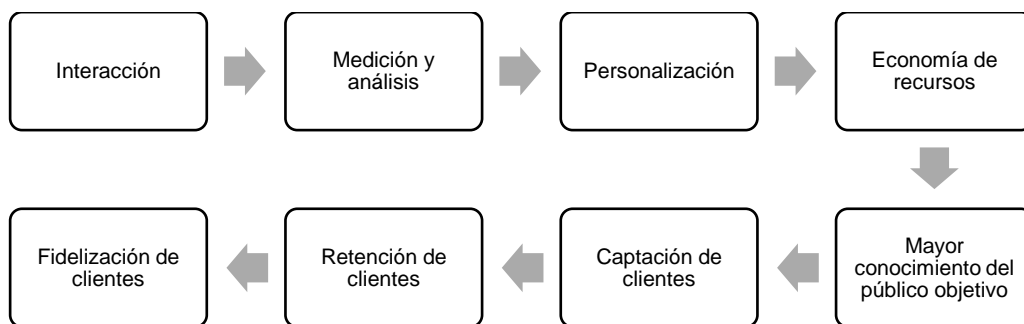 Interacción
Medición y
análisis
Personalización
Economía de
recursos
Mayor
conocimiento del
público objetivo
Captación de
clientes
Retención de
clientes
Fidelización de
clientes